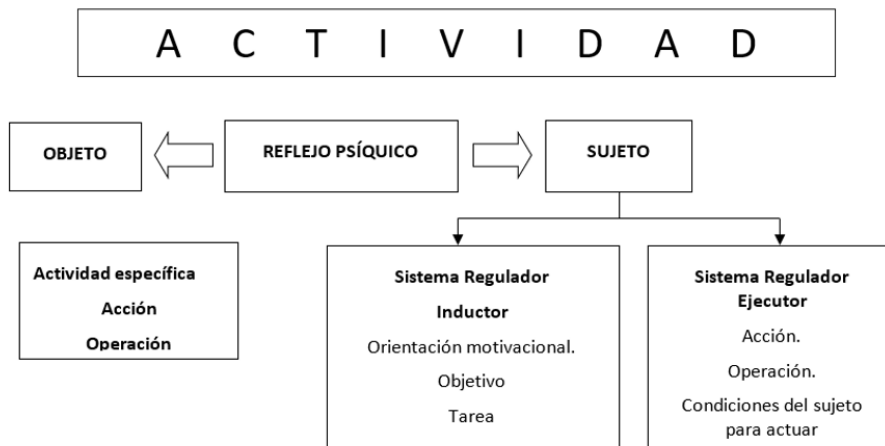 A C T I V I D A D
OBJETO
REFLEJO PSÍQUICO
SUJETO
Actividad específica
Acción
Operación
Sistema Regulador
Inductor
Orientación motivacional.
Objetivo
Tarea
Sistema Regulador
Ejecutor
Acción.
Operación.
Condiciones del sujeto
para actuar